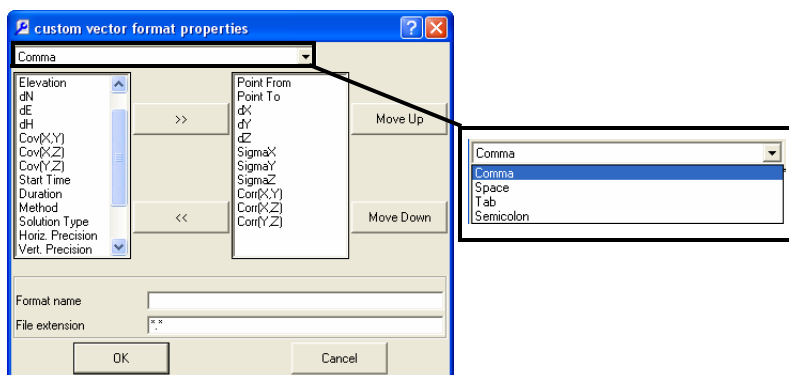 custom vector format properties
Comma
Elevation
dN
dE
dH
Cov(X,Y)
Cov(X,Z)
Cov(Y,Z)
Start Time
Duration
Method
Solution Type
Horiz. Precision
Vert. Precision
>>
<<
Point From
Point To
dX
dY
dZ
SigmaX
SigmaY
SigmaZ
Corr(X,Y)
Corr(X,Z)
Corr(Y,Z)
Move Up
Move Down
Format name
File extension
*.*
OK
Cancel
Comma
Comma
Space
Tab
Semicolon